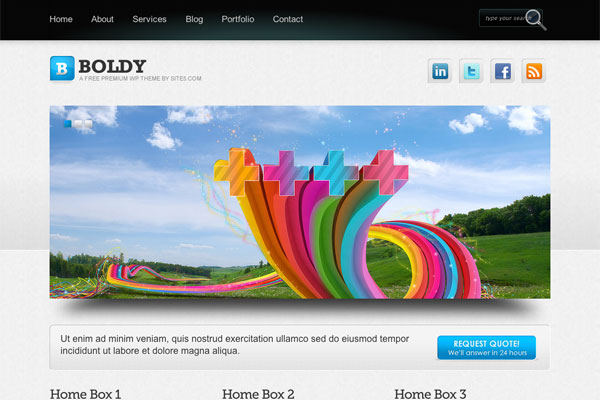 Home About Services Blog Portfolio Contact type your search
B BOLDY
A FREE PREMIUM WP THEME BY SITE5.COM
in t f
Ut enim ad minim veniam, quis nostrud exercitation ullamco sed do eiusmod tempor
incididunt ut labore et dolore magna aliqua.
REQUEST QUOTE!
We'll answer in 24 hours
Home Box 1 Home Box 2 Home Box 3